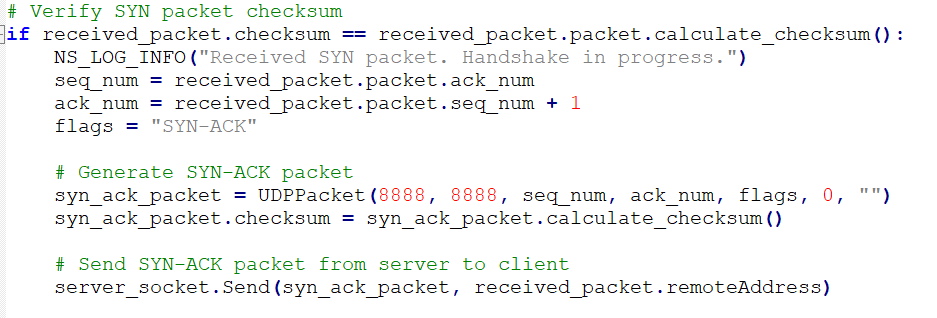 # Verify SYN packet checksum
if received_packet.checksum == received_packet.packet.calculate_checksum():
    NS_LOG_INFO("Received SYN packet. Handshake in progress.")
    seq_num = received_packet.packet.ack_num
    ack_num = received_packet.packet.seq_num + 1
    flags = "SYN-ACK"

    # Generate SYN-ACK packet
    syn_ack_packet = UDPPacket(8888, 8888, seq_num, ack_num, flags, 0, "")
    syn_ack_packet.checksum = syn_ack_packet.calculate_checksum()

    # Send SYN-ACK packet from server to client
    server_socket.Send(syn_ack_packet, received_packet.remoteAddress)